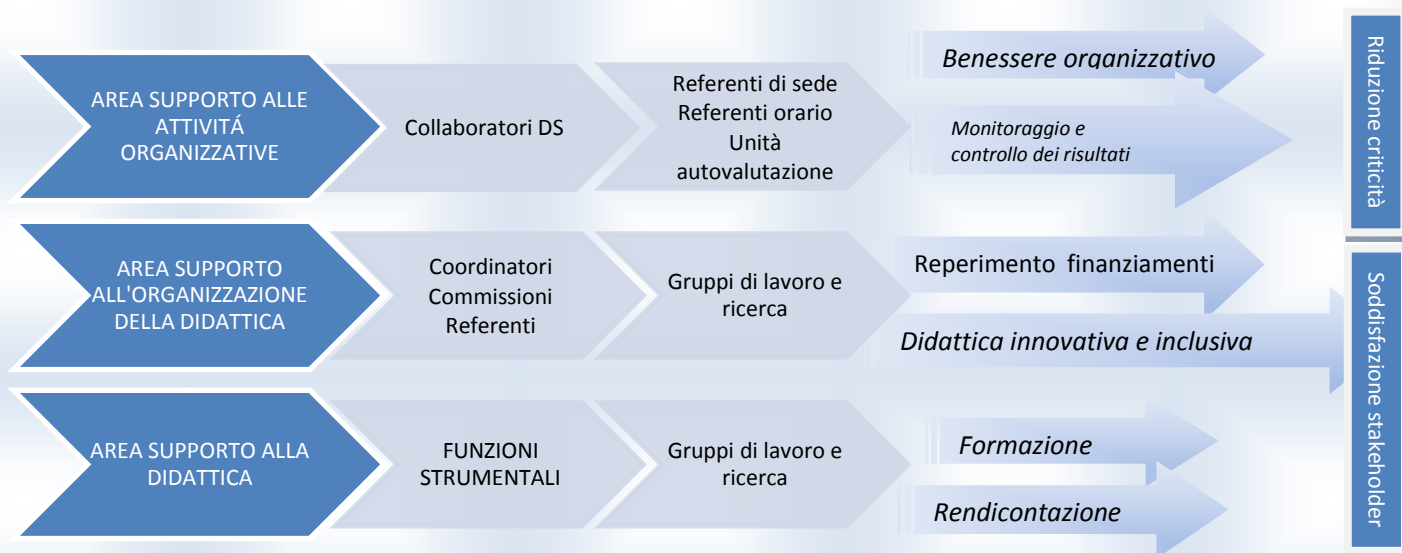 AREA SUPPORTO ALLE
ATTIVITÁ
ORGANIZZATIVE
Collaboratori DS
Referenti di sede
Referenti orario
Unità
autovalutazione
Benessere organizzativo
Monitoraggio e
controllo dei risultati
Riduzione criticità
AREA SUPPORTO
ALL'ORGANIZZAZIONE
DELLA DIDATTICA
Coordinatori
Commissioni
Referenti
Gruppi di lavoro e
ricerca
Reperimento finanziamenti
Didattica innovativa e inclusiva
Soddisfazione stakeholder
AREA SUPPORTO ALLA
DIDATTICA
FUNZIONI
STRUMENTALI
Gruppi di lavoro e
ricerca
Formazione
Rendicontazione